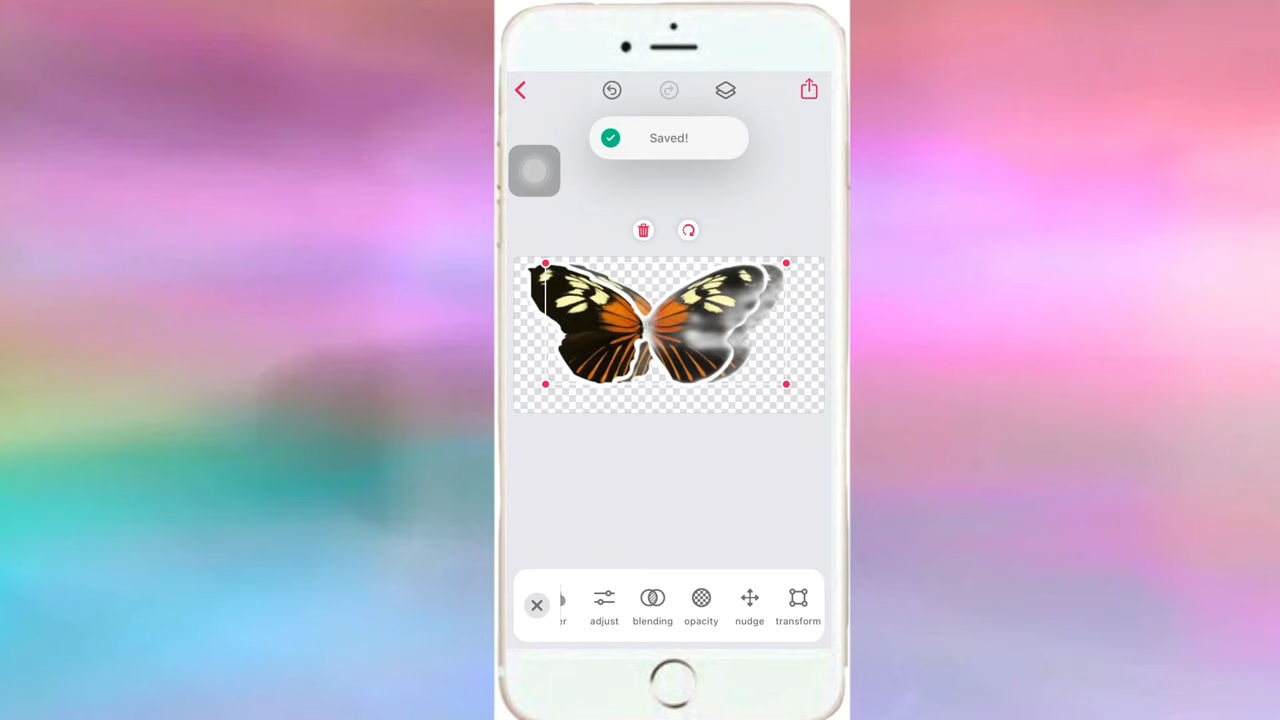 Saved!
er
adjust
blending
opacity
nudge
transform